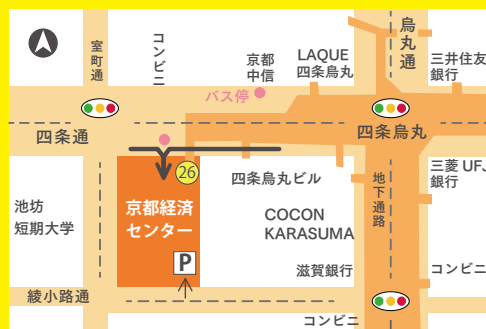 室町通
コンビニ
京都
中信
LAQUE
四条烏丸
烏丸通
三井住友
銀行
バス停
四条通
四条烏丸
26
四条烏丸ビル
地下通路
三菱 UFJ
銀行
池坊
短期大学
京都経済
センター
COCON
KARASUMA
P
滋賀銀行
コンビニ
綾小路通
コンビニ